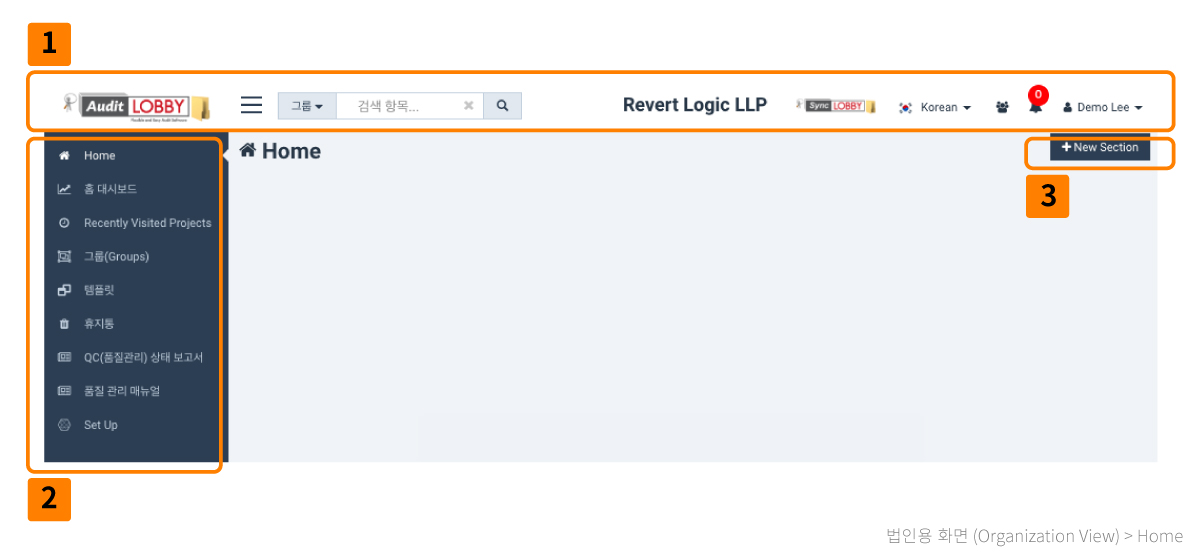 1
Audit LOBBY
그룹
검색 항목...
Revert Logic LLP
Sync LOBBY
Korean
0
Demo Lee
Home
Home
+ New Section
홈 대시보드
3
Recently Visited Projects
그룹(Groups)
템플릿
휴지통
QC(품질관리) 상태 보고서
품질 관리 매뉴얼
Set Up
2
법인용 화면 (Organization View) > Home